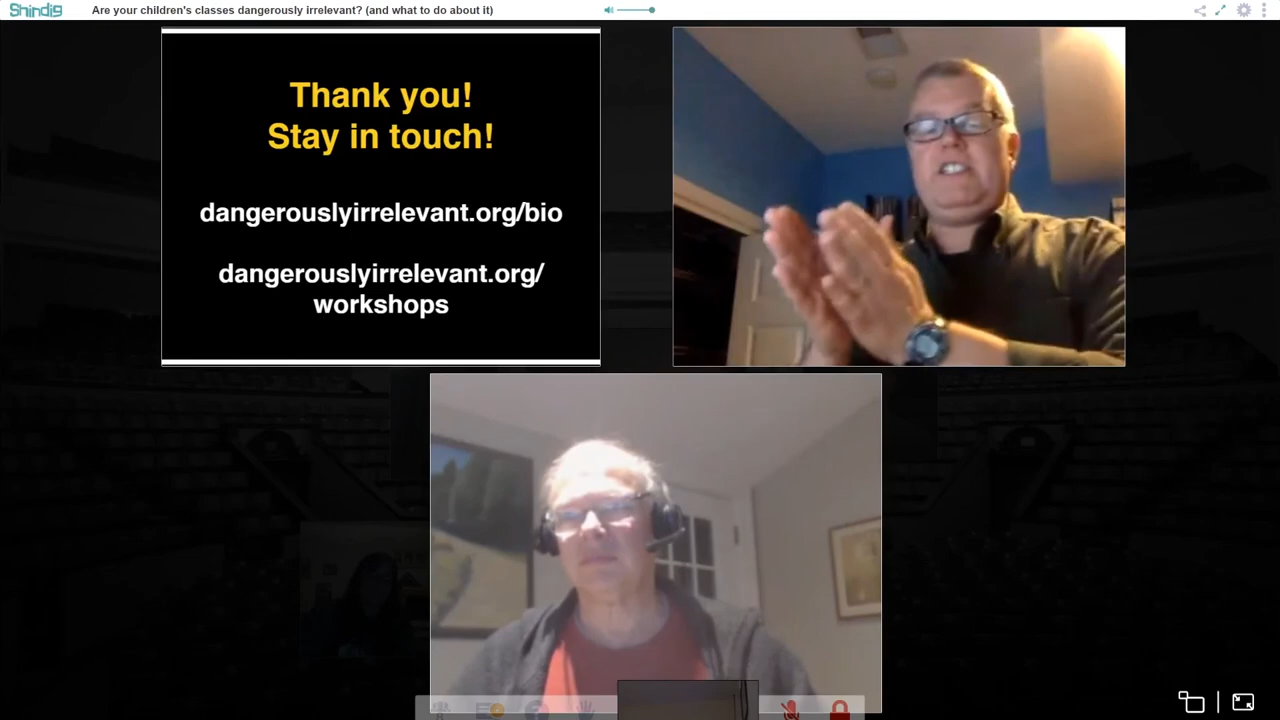 Shindig
Are your children's classes dangerously irrelevant? (and what to do about it)
Thank you!
Stay in touch!
dangerouslyirrelevant.org/bio
dangerouslyirrelevant.org/
workshops